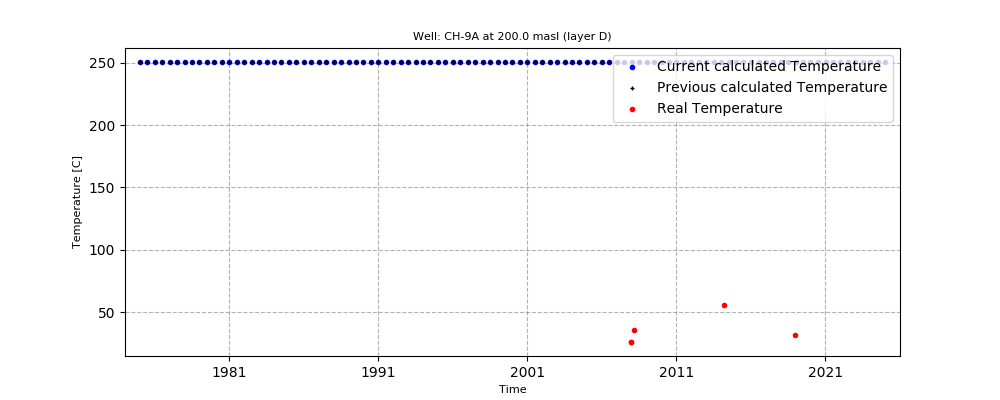 Well: CH-9A at 200.0 masl (layer D)
250
200
150
100
50
Temperature [C]
Current calculated Temperature
Previous calculated Temperature
Real Temperature
1981
1991
2001
2011
2021
Time